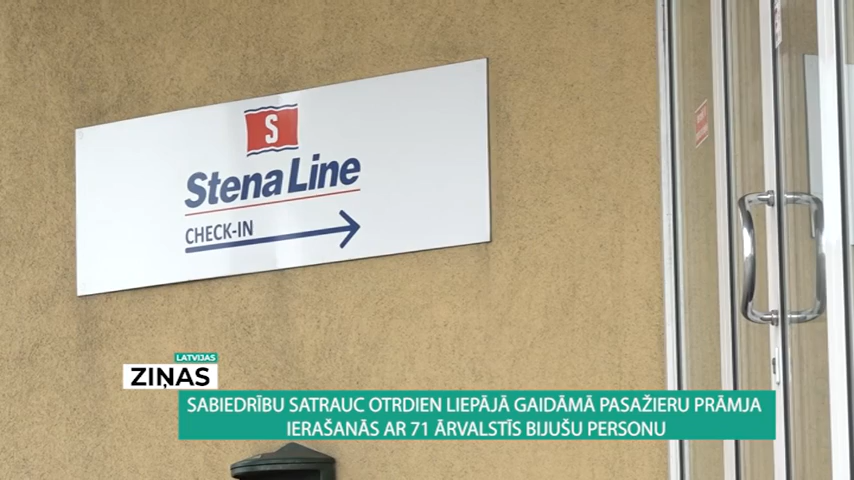 S
Stena Line
CHECK-IN
LATVIJAS
ZIŅAS
SABIEDRĪBU SATRAUC OTRDIEN LIEPĀJĀ GAIDĀMĀ PASAŽIERU PRĀMJA
IERAŠANĀS AR 71 ĀRVALSTĪS BIJUŠU PERSONU